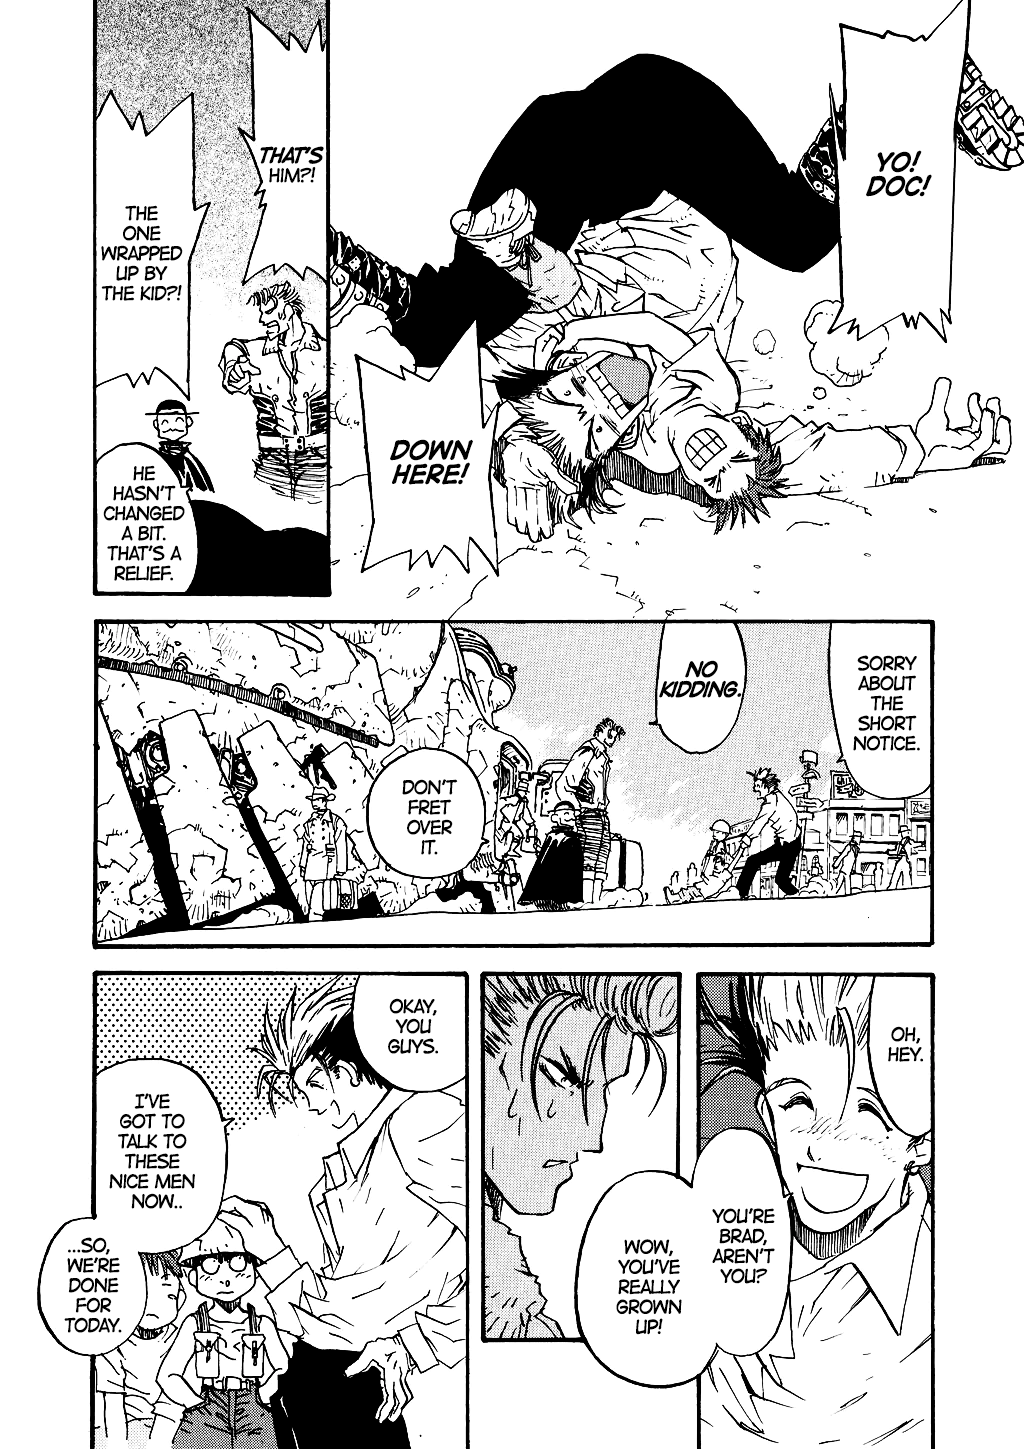 YO!
DOC!
DOWN
HERE!
THAT'S
HIM?!
THE
ONE
WRAPPED
UP BY
THE KID?!
HE
HASN'T
CHANGED
A BIT.
THAT'S A
RELIEF.
SORRY
ABOUT
THE
SHORT
NOTICE.
NO
KIDDING.
DON'T
FRET
OVER
IT.
OH,
HEY.
YOU'RE
BRAD,
AREN'T
YOU?
WOW,
YOU'VE
REALLY
GROWN
UP!
OKAY,
YOU
GUYS.
I'VE
GOT TO
TALK TO
THESE
NICE MEN
NOW..
...SO,
WE'RE
DONE
FOR
TODAY.